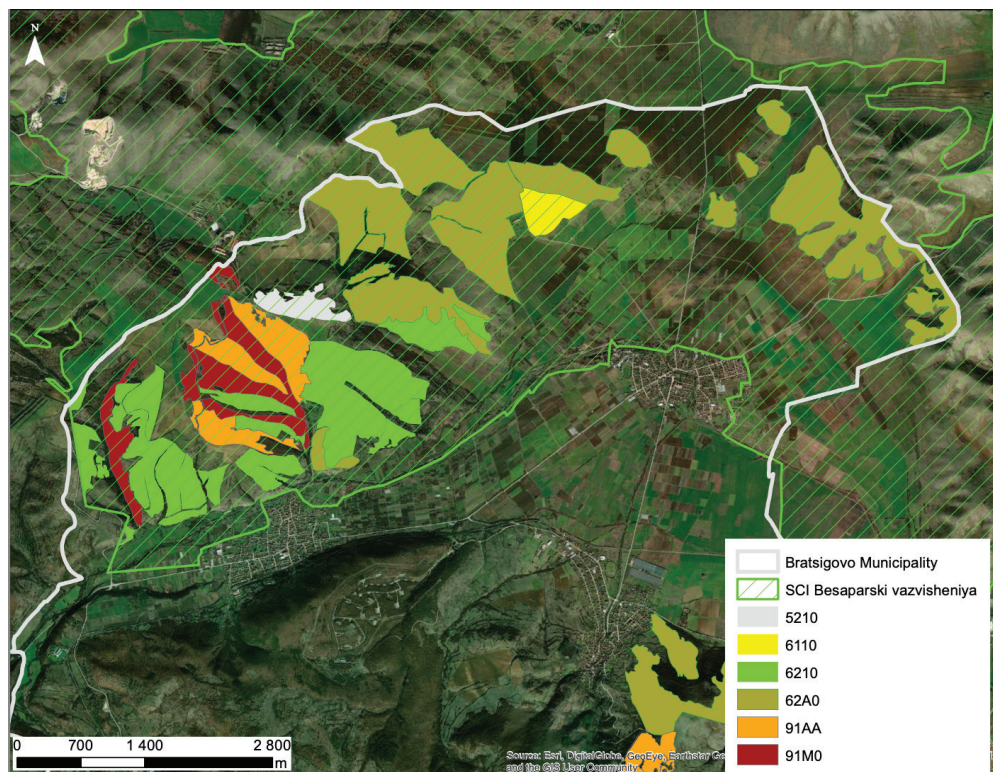 N
Bratsigovo Municipality
SCI Besaparski vazvisheniya
5210
6110
6210
62A0
91AA
91M0
0 700 1 400 2 800
m
Source: Esri, DigitalGlobe, GeoEye, Earthstar Ge
and the GIS User Community